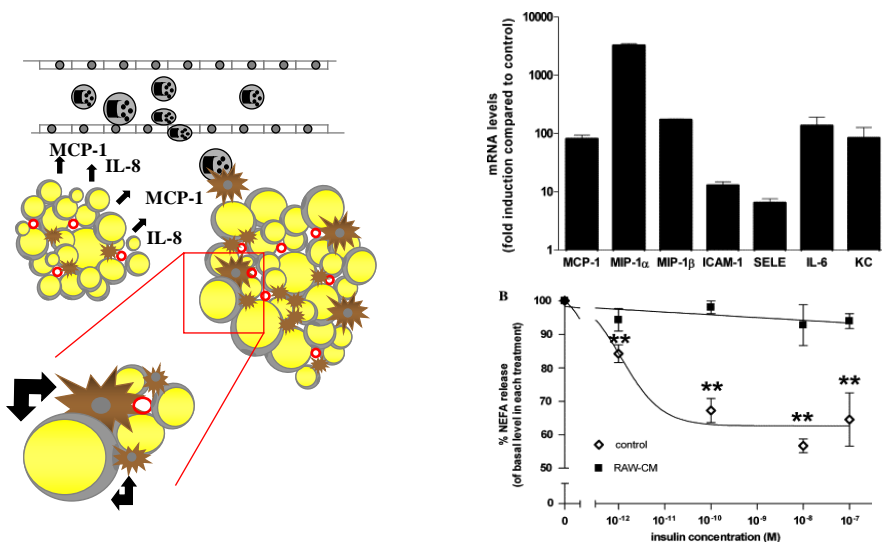 MCP-1
IL-8
MCP-1
IL-8
mRNA levels
(fold induction compared to control)
10000
1000
100
10
1
MCP-1 MIP-1α MIP-1β ICAM-1 SELE IL-6 KC
B
% NEFA release
(of basal level in each treatment)
100
90
80
70
60
50
0
**
**
**
**
control
RAW-CM
0 10⁻¹² 10⁻¹¹ 10⁻¹⁰ 10⁻⁹ 10⁻⁸ 10⁻⁷
insulin concentration (M)